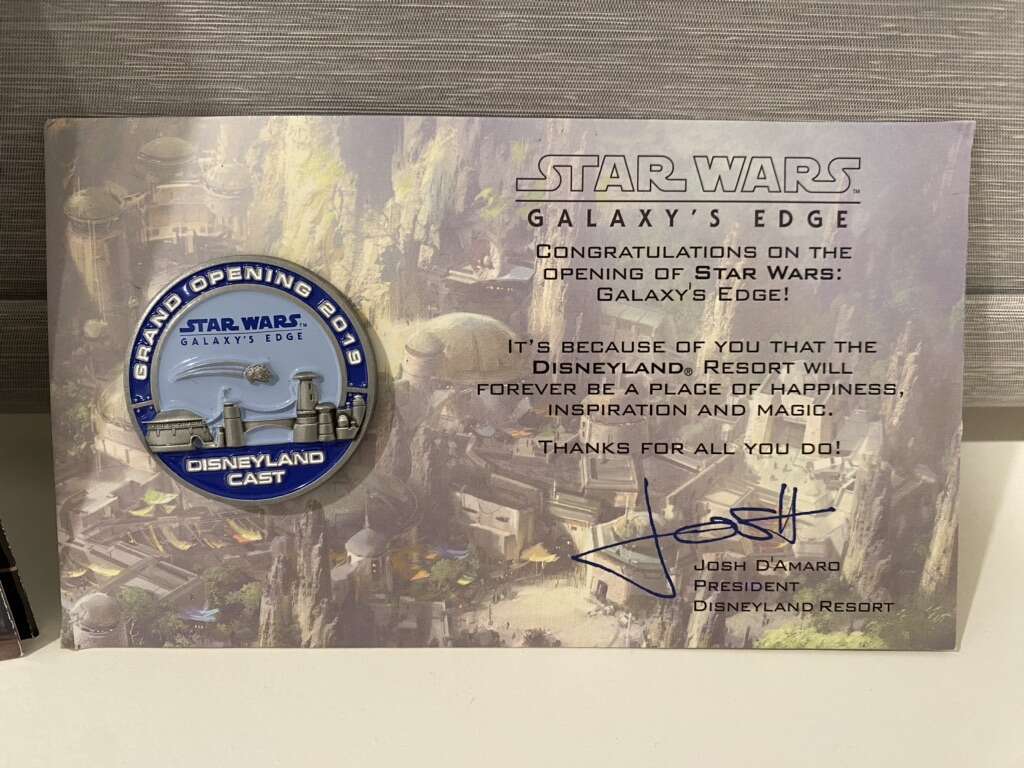 GRAND OPENING 2019
STAR WARS™
GALAXY'S EDGE
DISNEYLAND
CAST
STAR WARS™
GALAXY'S EDGE
CONGRATULATIONS ON THE
OPENING OF STAR WARS:
GALAXY'S EDGE!
IT'S BECAUSE OF YOU THAT THE
DISNEYLAND® RESORT WILL
FOREVER BE A PLACE OF HAPPINESS,
INSPIRATION AND MAGIC.
THANKS FOR ALL YOU DO!
JOSH
JOSH D'AMARO
PRESIDENT
DISNEYLAND RESORT